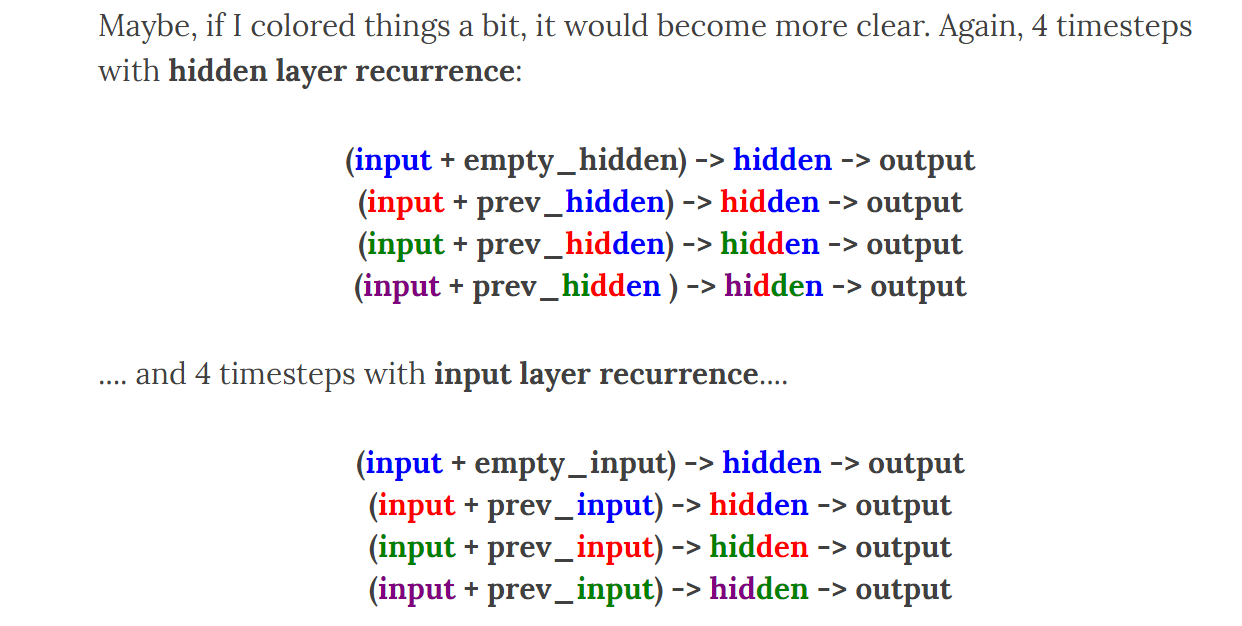 Maybe, if I colored things a bit, it would become more clear. Again, 4 timesteps
with hidden layer recurrence:
(input + empty_hidden) -> hidden -> output
(input + prev_hidden) -> hidden -> output
(input + prev_hidden) -> hidden -> output
(input + prev_hidden ) -> hidden -> output
.... and 4 timesteps with input layer recurrence....
(input + empty_input) -> hidden -> output
(input + prev_input) -> hidden -> output
(input + prev_input) -> hidden -> output
(input + prev_input) -> hidden -> output